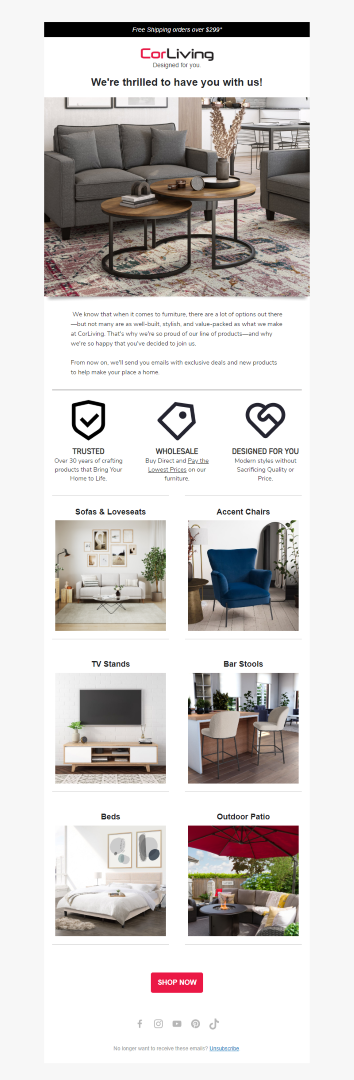 Free Shipping orders over $299*
CorLiving
Designed for you.
We're thrilled to have you with us!
We know that when it comes to furniture, there are a lot of options out there
—but not many are as well-built, stylish, and value-packed as what we make
at CorLiving. That's why we're so proud of our line of products—and why
we're so happy that you've decided to join us.
From now on, we'll send you emails with exclusive deals and new products
to help make your place a home.
TRUSTED
Over 30 years of crafting
products that Bring Your
Home to Life.
WHOLESALE
Buy Direct and Pay the
Lowest Prices on our
furniture.
DESIGNED FOR YOU
Modern styles without
Sacrificing Quality or
Price.
Sofas & Loveseats
Accent Chairs
TV Stands
Bar Stools
Beds
Outdoor Patio
SHOP NOW
No longer want to receive these emails? Unsubscribe